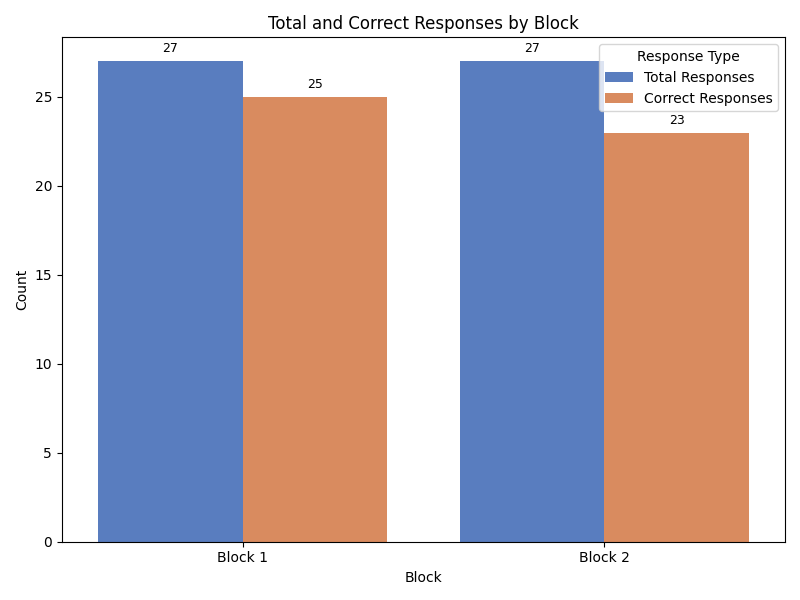 Total and Correct Responses by Block
27
25
27
23
Response Type
Total Responses
Correct Responses
Count
25
20
15
10
5
0
Block 1
Block 2
Block